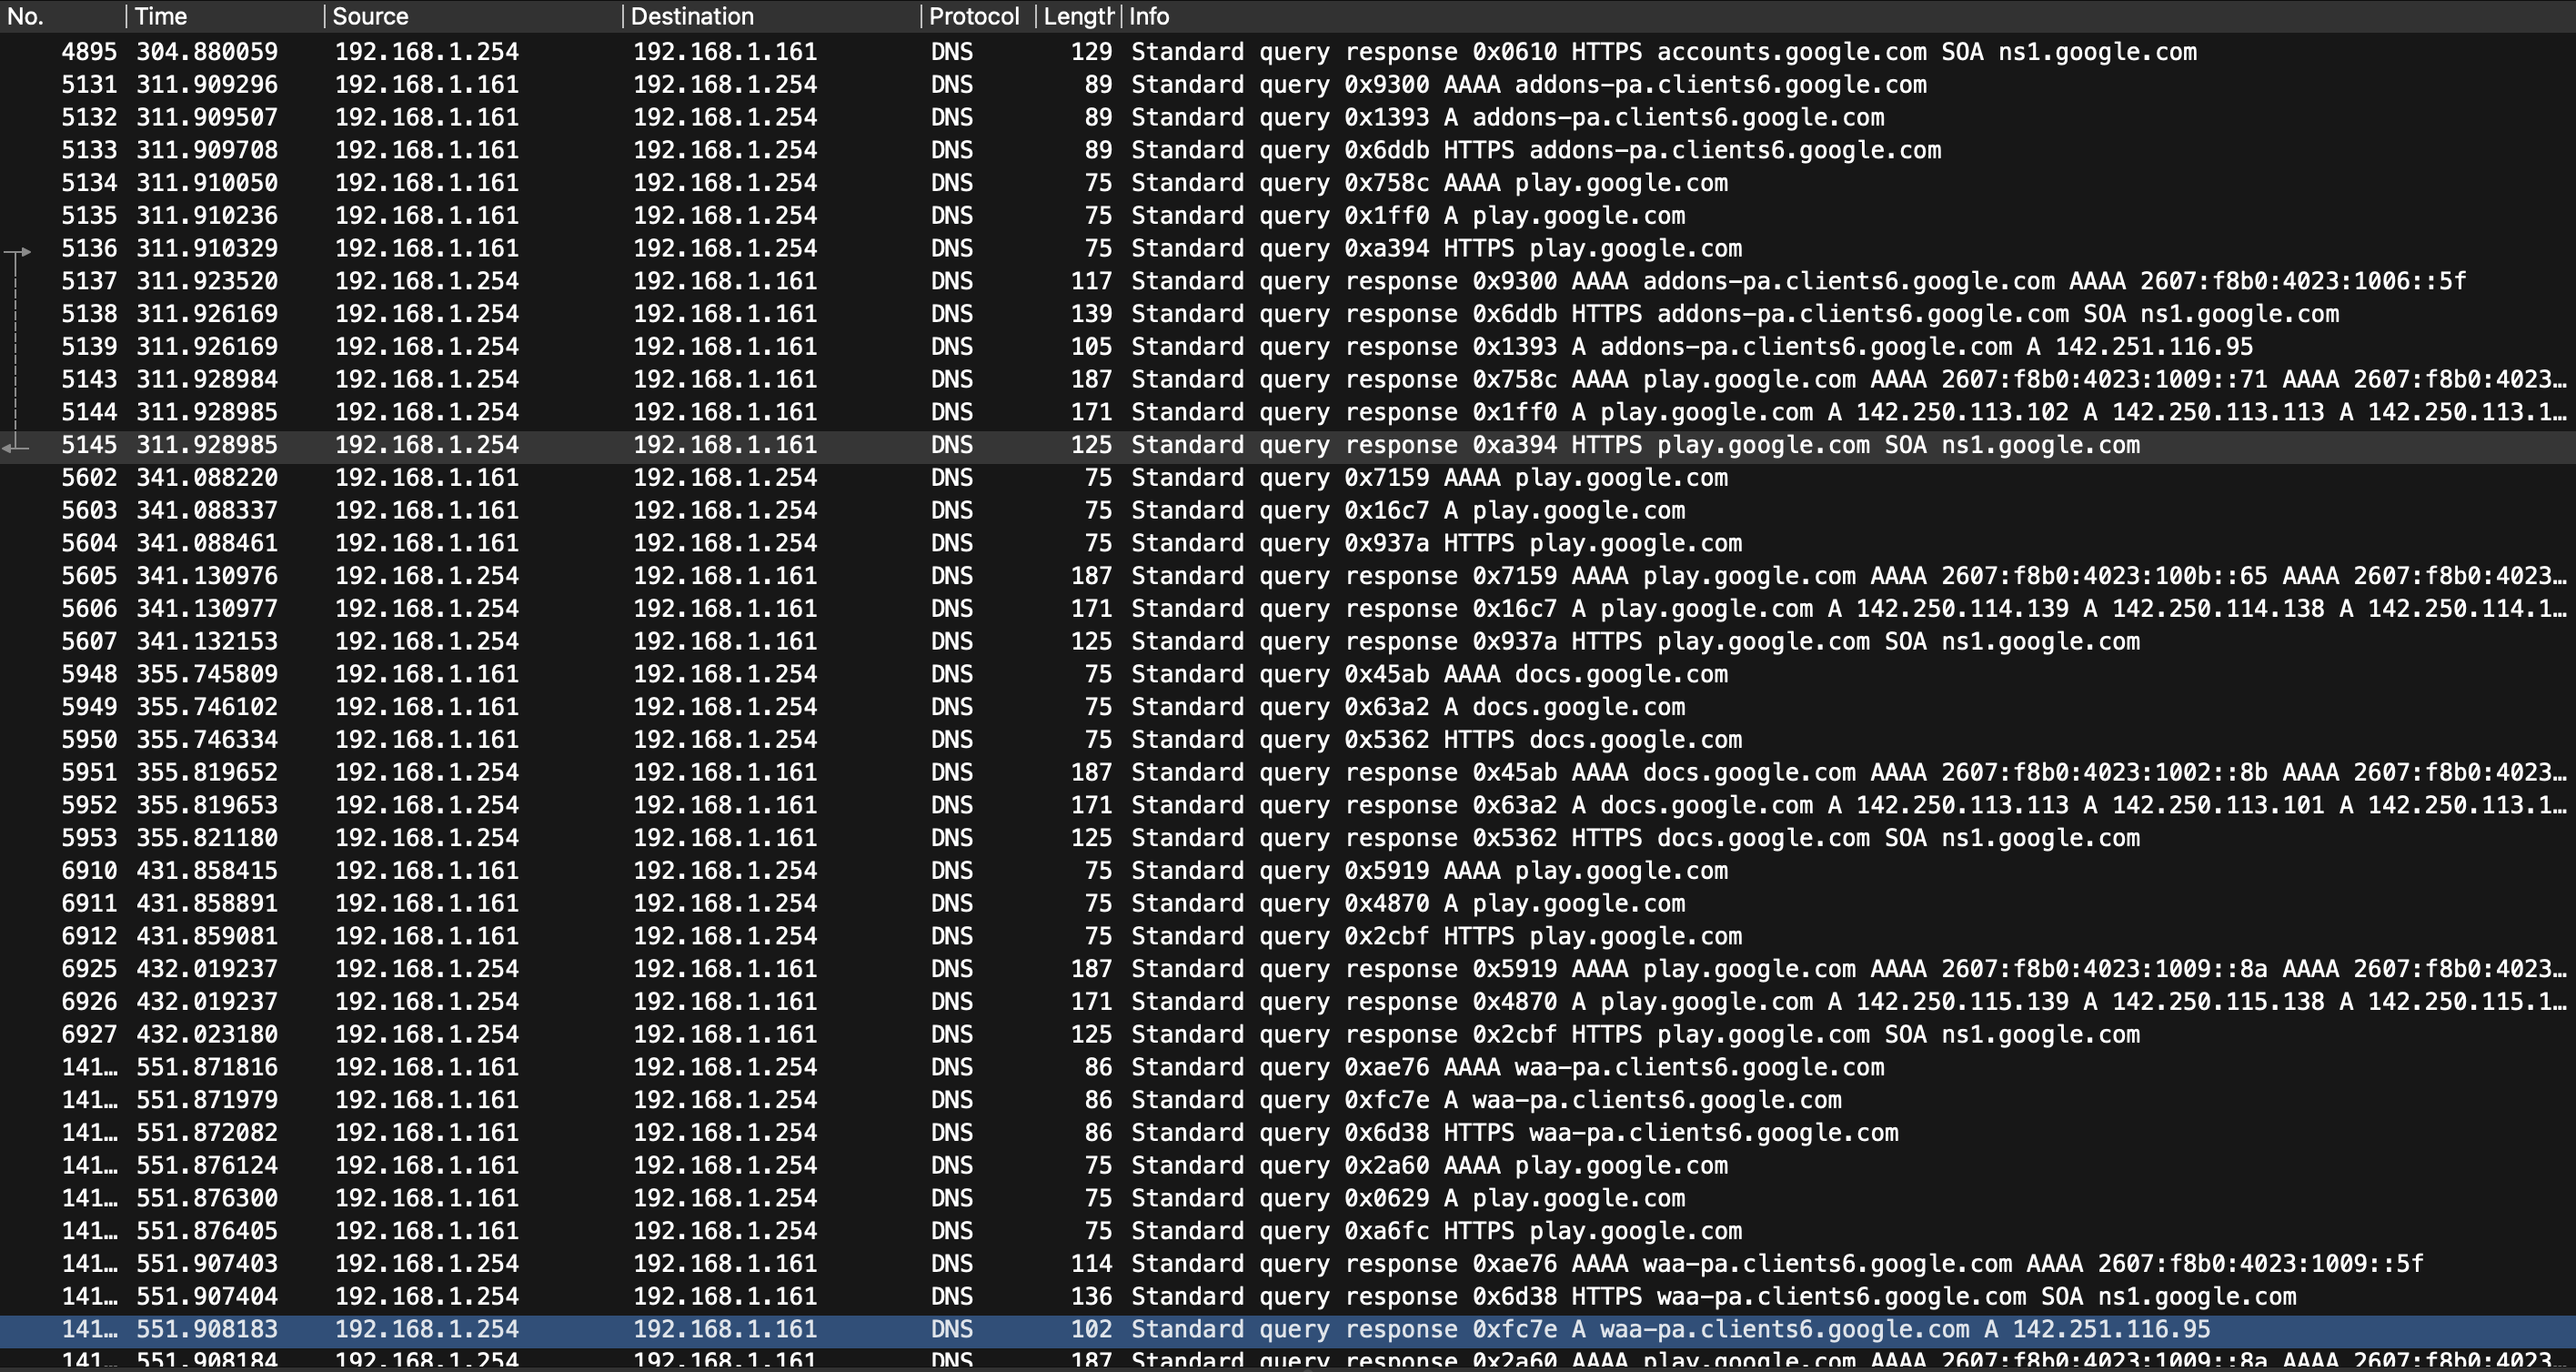 No. Time Source Destination Protocol Length Info
4895 304.880059 192.168.1.254 192.168.1.161 DNS 129 Standard query response 0x0610 HTTPS accounts.google.com SOA ns1.google.com
5131 311.909296 192.168.1.161 192.168.1.254 DNS 89 Standard query 0x9300 AAAA addons-pa.clients6.google.com
5132 311.909507 192.168.1.161 192.168.1.254 DNS 89 Standard query 0x1393 A addons-pa.clients6.google.com
5133 311.909708 192.168.1.161 192.168.1.254 DNS 89 Standard query 0x6ddb HTTPS addons-pa.clients6.google.com
5134 311.910050 192.168.1.161 192.168.1.254 DNS 75 Standard query 0x758c AAAA play.google.com
5135 311.910236 192.168.1.161 192.168.1.254 DNS 75 Standard query 0x1ff0 A play.google.com
5136 311.910329 192.168.1.161 192.168.1.254 DNS 75 Standard query 0xa394 HTTPS play.google.com
5137 311.923520 192.168.1.254 192.168.1.161 DNS 117 Standard query response 0x9300 AAAA addons-pa.clients6.google.com AAAA 2607:f8b0:4023:1006::5f
5138 311.926169 192.168.1.254 192.168.1.161 DNS 139 Standard query response 0x6ddb HTTPS addons-pa.clients6.google.com SOA ns1.google.com
5139 311.926169 192.168.1.254 192.168.1.161 DNS 105 Standard query response 0x1393 A addons-pa.clients6.google.com A 142.251.116.95
5143 311.928984 192.168.1.254 192.168.1.161 DNS 187 Standard query response 0x758c AAAA play.google.com AAAA 2607:f8b0:4023:1009::71 AAAA 2607:f8b0:4023…
5144 311.928985 192.168.1.254 192.168.1.161 DNS 171 Standard query response 0x1ff0 A play.google.com A 142.250.113.102 A 142.250.113.113 A 142.250.113.1…
5145 311.928985 192.168.1.254 192.168.1.161 DNS 125 Standard query response 0xa394 HTTPS play.google.com SOA ns1.google.com
5602 341.088220 192.168.1.161 192.168.1.254 DNS 75 Standard query 0x7159 AAAA play.google.com
5603 341.088337 192.168.1.161 192.168.1.254 DNS 75 Standard query 0x16c7 A play.google.com
5604 341.088461 192.168.1.161 192.168.1.254 DNS 75 Standard query 0x937a HTTPS play.google.com
5605 341.130976 192.168.1.254 192.168.1.161 DNS 187 Standard query response 0x7159 AAAA play.google.com AAAA 2607:f8b0:4023:100b::65 AAAA 2607:f8b0:4023…
5606 341.130977 192.168.1.254 192.168.1.161 DNS 171 Standard query response 0x16c7 A play.google.com A 142.250.114.139 A 142.250.114.138 A 142.250.114.1…
5607 341.132153 192.168.1.254 192.168.1.161 DNS 125 Standard query response 0x937a HTTPS play.google.com SOA ns1.google.com
5948 355.745809 192.168.1.161 192.168.1.254 DNS 75 Standard query 0x45ab AAAA docs.google.com
5949 355.746102 192.168.1.161 192.168.1.254 DNS 75 Standard query 0x63a2 A docs.google.com
5950 355.746334 192.168.1.161 192.168.1.254 DNS 75 Standard query 0x5362 HTTPS docs.google.com
5951 355.819652 192.168.1.254 192.168.1.161 DNS 187 Standard query response 0x45ab AAAA docs.google.com AAAA 2607:f8b0:4023:1002::8b AAAA 2607:f8b0:4023…
5952 355.819653 192.168.1.254 192.168.1.161 DNS 171 Standard query response 0x63a2 A docs.google.com A 142.250.113.113 A 142.250.113.101 A 142.250.113.1…
5953 355.821180 192.168.1.254 192.168.1.161 DNS 125 Standard query response 0x5362 HTTPS docs.google.com SOA ns1.google.com
6910 431.858415 192.168.1.161 192.168.1.254 DNS 75 Standard query 0x5919 AAAA play.google.com
6911 431.858891 192.168.1.161 192.168.1.254 DNS 75 Standard query 0x4870 A play.google.com
6912 431.859081 192.168.1.161 192.168.1.254 DNS 75 Standard query 0x2cbf HTTPS play.google.com
6925 432.019237 192.168.1.254 192.168.1.161 DNS 187 Standard query response 0x5919 AAAA play.google.com AAAA 2607:f8b0:4023:1009::8a AAAA 2607:f8b0:4023…
6926 432.019237 192.168.1.254 192.168.1.161 DNS 171 Standard query response 0x4870 A play.google.com A 142.250.115.139 A 142.250.115.138 A 142.250.115.1…
6927 432.023180 192.168.1.254 192.168.1.161 DNS 125 Standard query response 0x2cbf HTTPS play.google.com SOA ns1.google.com
141… 551.871816 192.168.1.161 192.168.1.254 DNS 86 Standard query 0xae76 AAAA waa-pa.clients6.google.com
141… 551.871979 192.168.1.161 192.168.1.254 DNS 86 Standard query 0xfc7e A waa-pa.clients6.google.com
141… 551.872082 192.168.1.161 192.168.1.254 DNS 86 Standard query 0x6d38 HTTPS waa-pa.clients6.google.com
141… 551.876124 192.168.1.161 192.168.1.254 DNS 75 Standard query 0x2a60 AAAA play.google.com
141… 551.876300 192.168.1.161 192.168.1.254 DNS 75 Standard query 0x0629 A play.google.com
141… 551.876405 192.168.1.161 192.168.1.254 DNS 75 Standard query 0xa6fc HTTPS play.google.com
141… 551.907403 192.168.1.254 192.168.1.161 DNS 114 Standard query response 0xae76 AAAA waa-pa.clients6.google.com AAAA 2607:f8b0:4023:1009::5f
141… 551.907404 192.168.1.254 192.168.1.161 DNS 136 Standard query response 0x6d38 HTTPS waa-pa.clients6.google.com SOA ns1.google.com
141… 551.908183 192.168.1.254 192.168.1.161 DNS 102 Standard query response 0xfc7e A waa-pa.clients6.google.com A 142.251.116.95
141… 551.908184 192.168.1.254 192.168.1.161 DNS 187 Standard query response 0x2a60 AAAA play.google.com AAAA 2607:f8b0:4023:1009::8a AAAA 2607:f8b0:4023…